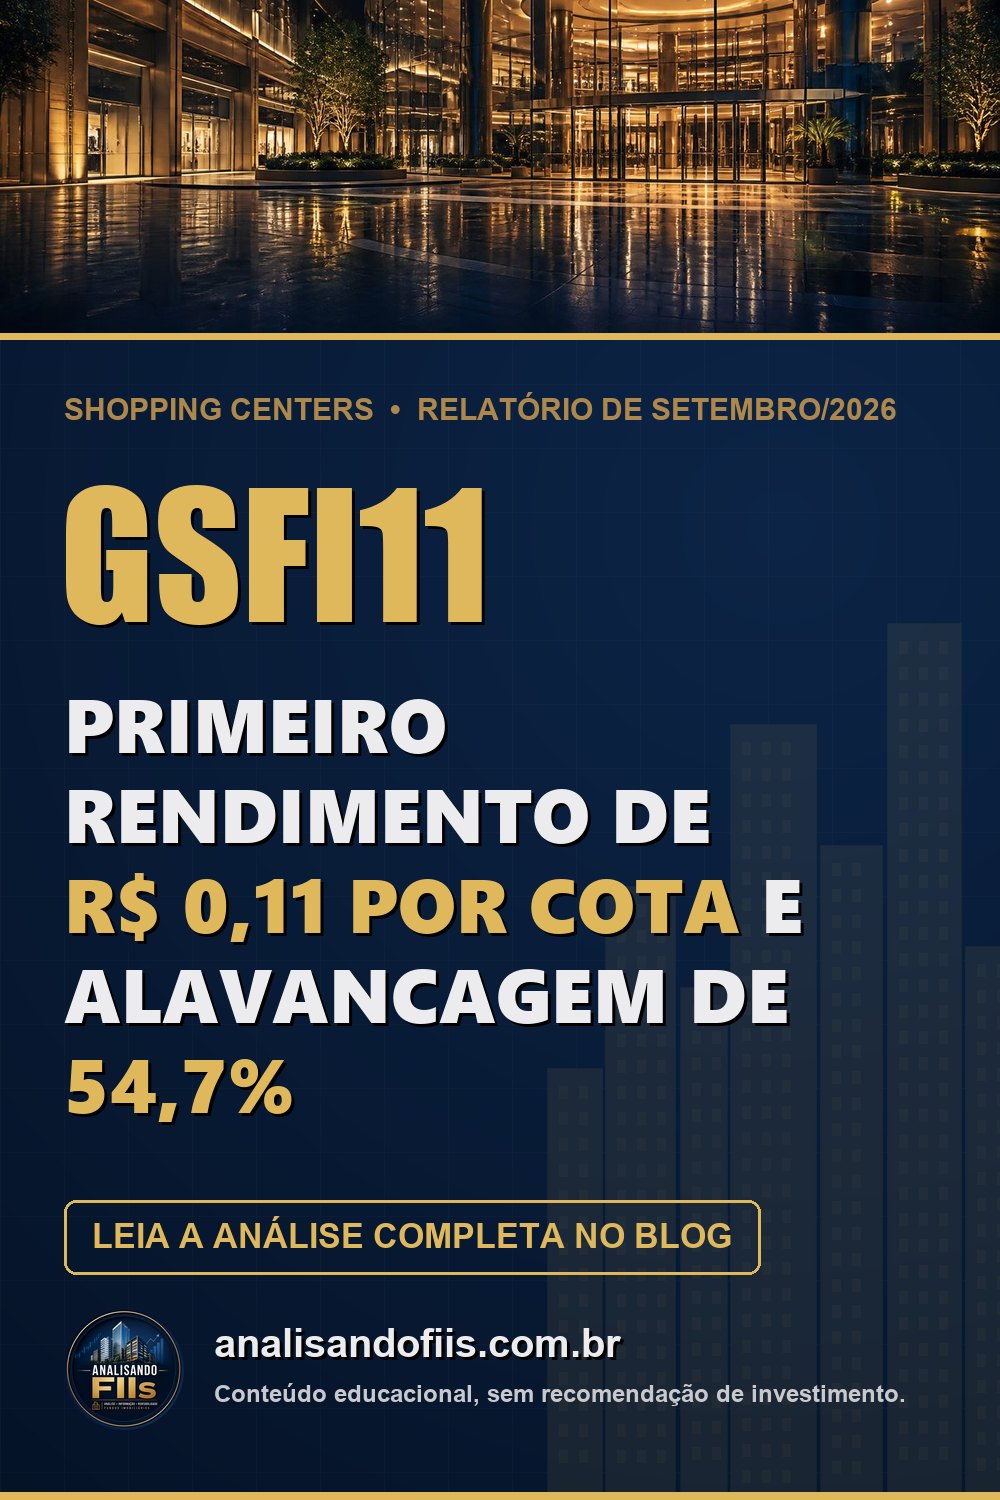 SHOPPING CENTERS • RELATÓRIO DE SETEMBRO/2026
GSFI11
PRIMEIRO
RENDIMENTO DE
R$ 0,11 POR COTA E
ALAVANCAGEM DE
54,7%
LEIA A ANÁLISE COMPLETA NO BLOG
ANALISANDO
FIIs
analisandofiis.com.br
Conteúdo educacional, sem recomendação de investimento.